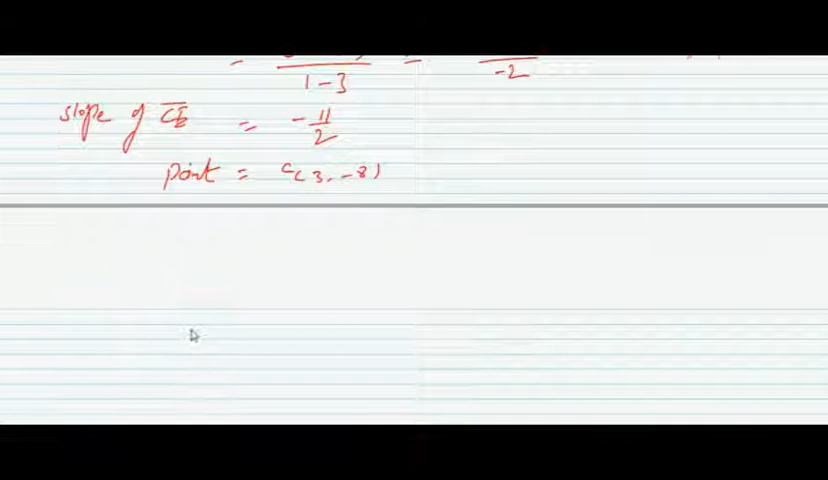 = 1-3 = -2
slope of CE = -11/2
point = C(3, -8)